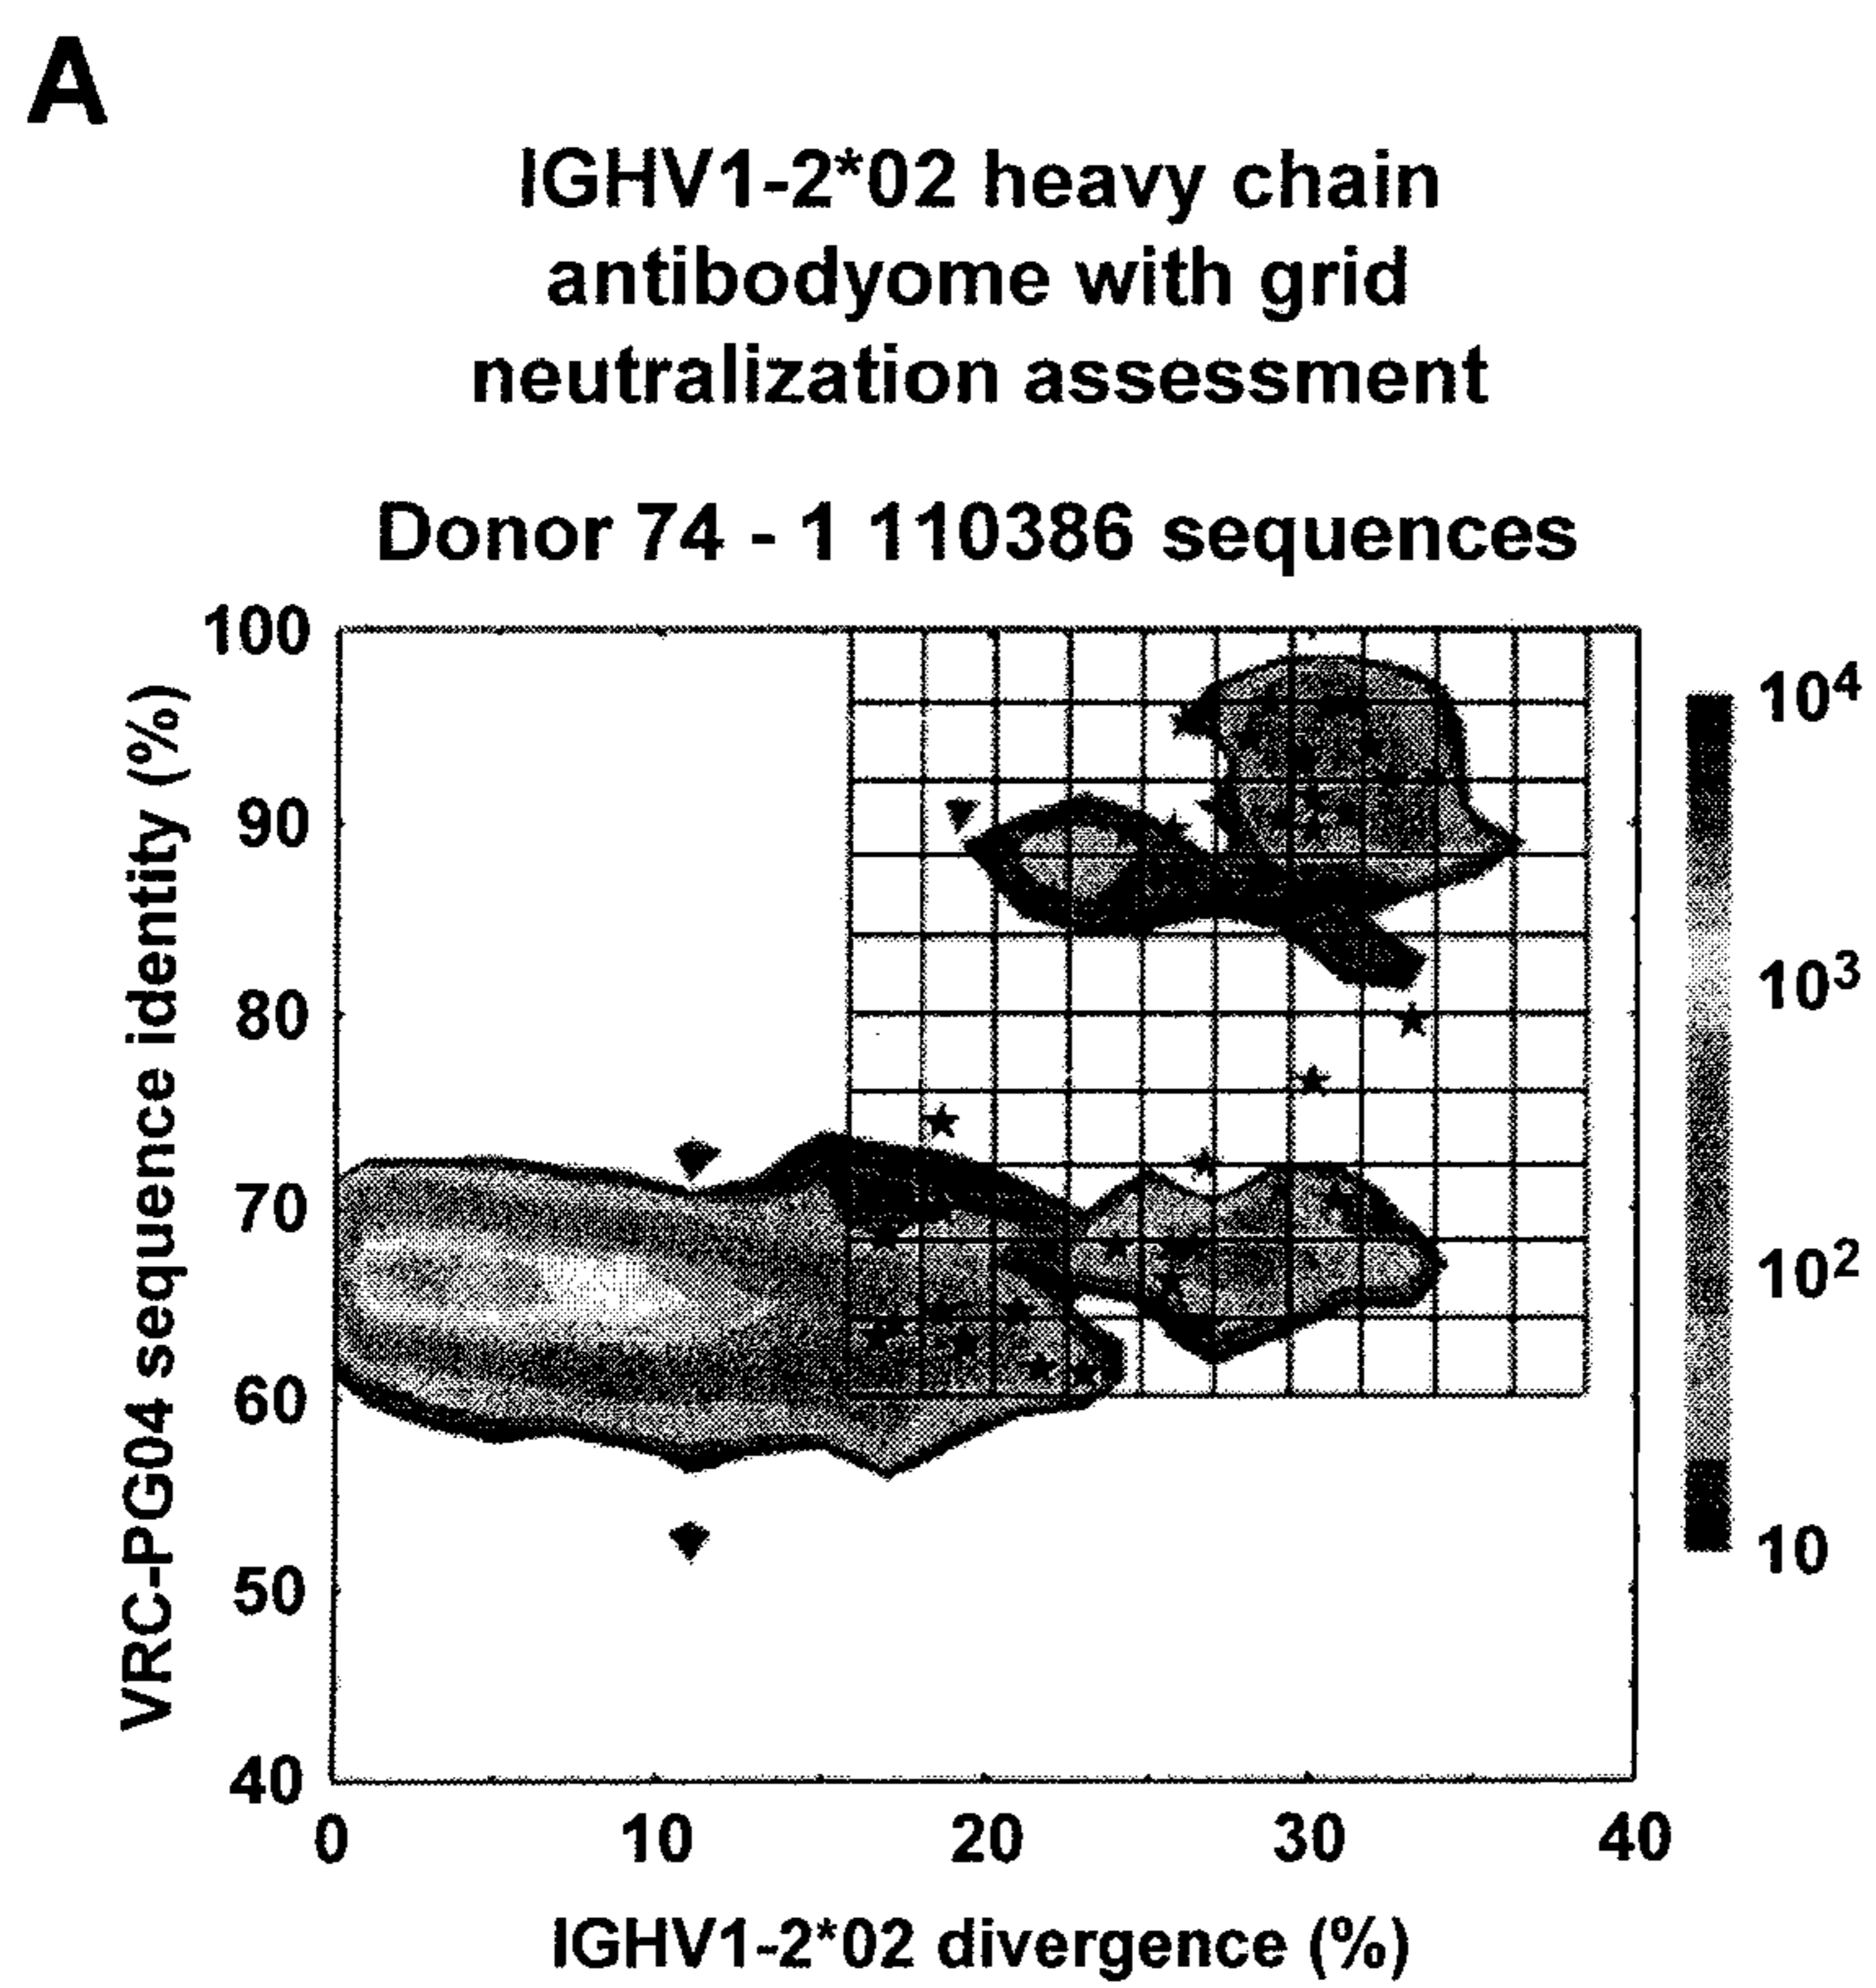 A
IGHV1-2*02 heavy chain
antibodyome with grid
neutralization assessment
Donor 74 - 1 110386 sequences
100
90
80
70
60
50
40
0 10 20 30 40
VRC-PG04 sequence identity (%)
IGHV1-2*02 divergence (%)
10⁴
10³
10²
10